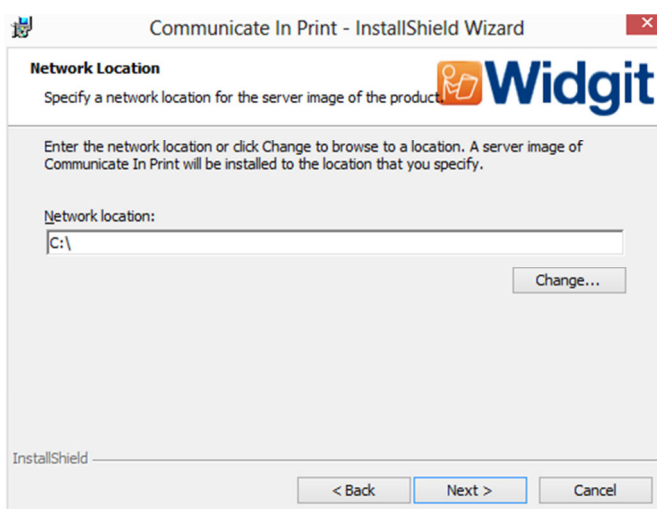 Communicate In Print - InstallShield Wizard
Network Location
Specify a network location for the server image of the product.
Widgit
Enter the network location or click Change to browse to a location. A server image of
Communicate In Print will be installed to the location that you specify.
Network location:
C:\
Change...
InstallShield
< Back
Next >
Cancel